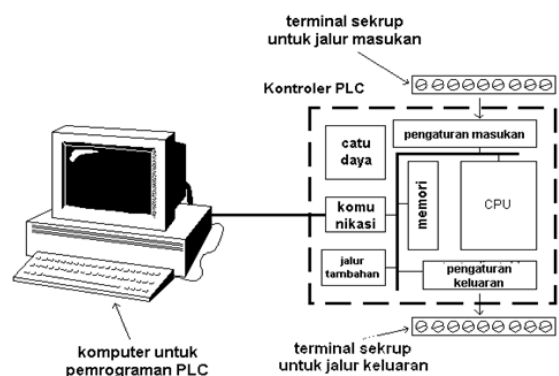 terminal sekrup
untuk jalur masukan
Kontroler PLC
catu
daya
pengaturan masukan
komu
nikasi
memori
CPU
jalur
tambahan
pengaturan
keluaran
komputer untuk
pemrograman PLC
terminal sekrup
untuk jalur keluaran